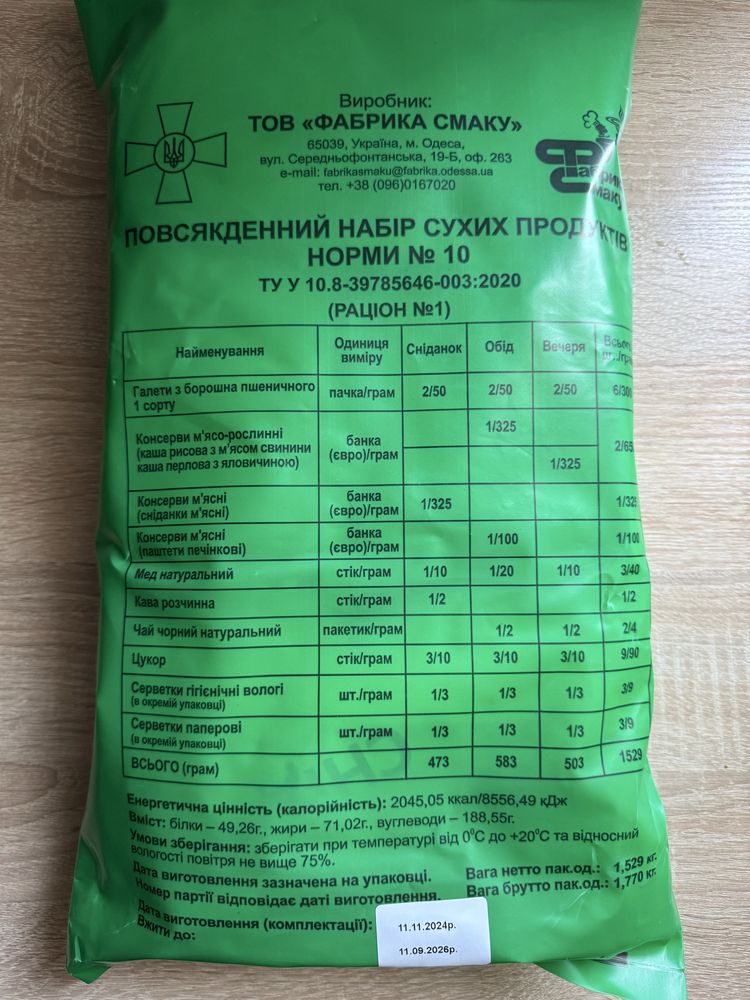 Виробник:
ТОВ «ФАБРИКА СМАКУ»
65039, Україна, м. Одеса,
вул. Середньофонтанська, 19-Б, оф. 263
e-mail: fabrikasmaku@fabrika.odessa.ua
тел. +38 (096)0167020
Фабрика
Смаку
ПОВСЯКДЕННИЙ НАБІР СУХИХ ПРОДУКТІВ
НОРМИ № 10
ТУ У 10.8-39785646-003:2020
(РАЦІОН №1)
Найменування Одиниця виміру Сніданок Обід Вечеря Всього шт./грам
Галети з борошна пшеничного 1 сорту пачка/грам 2/50 2/50 2/50 6/300
Консерви м'ясо-рослинні
(каша рисова з м'ясом свинини
каша перлова з яловичиною) банка (євро)/грам 1/325 1/325 2/65
Консерви м'ясні
(сніданки м'ясні) банка (євро)/грам 1/325 1/325
Консерви м'ясні
(паштети печінкові) банка (євро)/грам 1/100 1/100
Мед натуральний стік/грам 1/10 1/20 1/10 3/40
Кава розчинна стік/грам 1/2 1/2
Чай чорний натуральний пакетик/грам 1/2 1/2 2/4
Цукор стік/грам 3/10 3/10 3/10 9/90
Серветки гігієнічні вологі
(в окремій упаковці) шт./грам 1/3 1/3 1/3 3/9
Серветки паперові
(в окремій упаковці) шт./грам 1/3 1/3 1/3 3/9
ВСЬОГО (грам) 473 583 503 1529
Енергетична цінність (калорійність): 2045,05 ккал/8556,49 кДж
Вміст: білки – 49,26г., жири – 71,02г., вуглеводи – 188,55г.
Умови зберігання: зберігати при температурі від 0°С до +20°С та відносний
вологості повітря не вище 75%.
Дата виготовлення зазначена на упаковці. Вага нетто пак.од.: 1,529 кг.
Номер партії відповідає даті виготовлення. Вага брутто пак.од.: 1,770 кг.
Дата виготовлення (комплектації): 11.11.2024р.
Вжити до: 11.09.2026р.